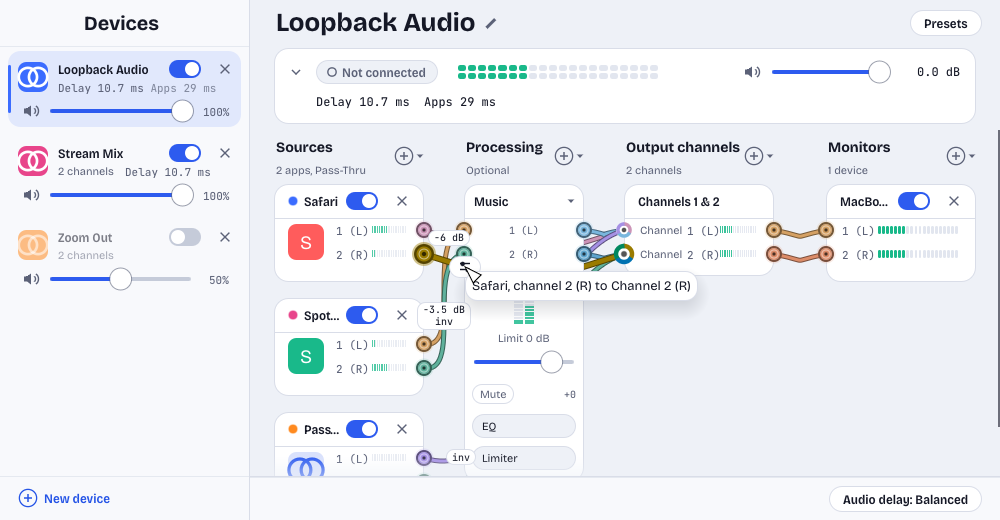 Devices
Loopback Audio
Delay 10.7 ms Apps 29 ms
100%
Stream Mix
2 channels Delay 10.7 ms
100%
Zoom Out
2 channels
50%
New device
Loopback Audio
Presets
Not connected
0.0 dB
Delay 10.7 ms Apps 29 ms
Sources
2 apps, Pass-Thru
Processing
Optional
Output channels
2 channels
Monitors
1 device
Safari
S
1 (L)
2 (R)
-6 dB
Music
1 (L)
2 (R)
Channels 1 & 2
Channel 1 (L)
Channel 2 (R)
MacBo...
1 (L)
2 (R)
Safari, channel 2 (R) to Channel 2 (R)
Spot...
S
1 (L)
2 (R)
-3.5 dB
inv
Limit 0 dB
Mute +0
EQ
Limiter
Pass...
1 (L)
inv
Audio delay: Balanced